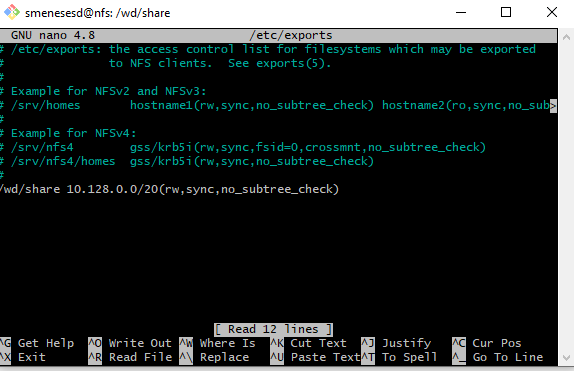 smenesesd@nfs: /wd/share
GNU nano 4.8 /etc/exports
# /etc/exports: the access control list for filesystems which may be exported
# to NFS clients. See exports(5).
#
# Example for NFSv2 and NFSv3:
# /srv/homes hostname1(rw,sync,no_subtree_check) hostname2(ro,sync,no_sub>
#
# Example for NFSv4:
# /srv/nfs4 gss/krb5i(rw,sync,fsid=0,crossmnt,no_subtree_check)
# /srv/nfs4/homes gss/krb5i(rw,sync,no_subtree_check)
#
/wd/share 10.128.0.0/20(rw,sync,no_subtree_check)
[ Read 12 lines ]
^G Get Help ^O Write Out ^W Where Is ^K Cut Text ^J Justify ^C Cur Pos
^X Exit ^R Read File ^\ Replace ^U Paste Text ^T To Spell ^_ Go To Line